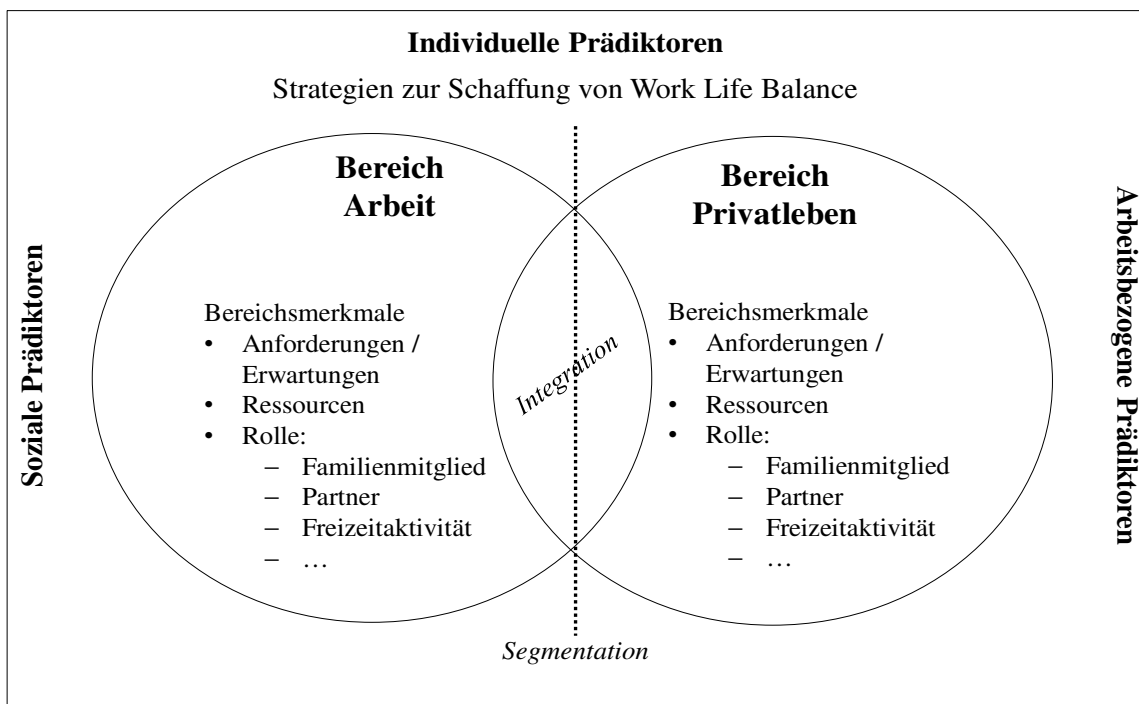 Individuelle Prädiktoren
Strategien zur Schaffung von Work Life Balance
Soziale Prädiktoren
Bereich
Arbeit
Bereichsmerkmale
• Anforderungen /
Erwartungen
• Ressourcen
• Rolle:
– Familienmitglied
– Partner
– Freizeitaktivität
– …
Integration
Bereich
Privatleben
Bereichsmerkmale
• Anforderungen /
Erwartungen
• Ressourcen
• Rolle:
– Familienmitglied
– Partner
– Freizeitaktivität
– …
Arbeitsbezogene Prädiktoren
Segmentation